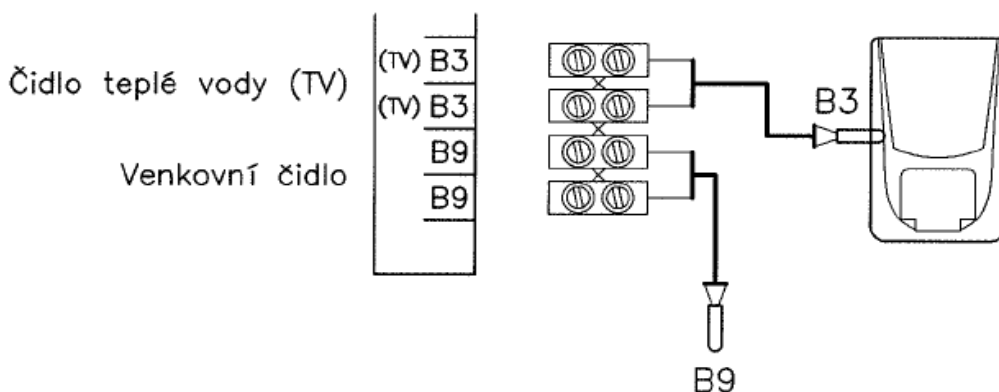 Čidlo teplé vody (TV)
(TV) B3
(TV) B3
Venkovní čidlo
B9
B9
B3
B9